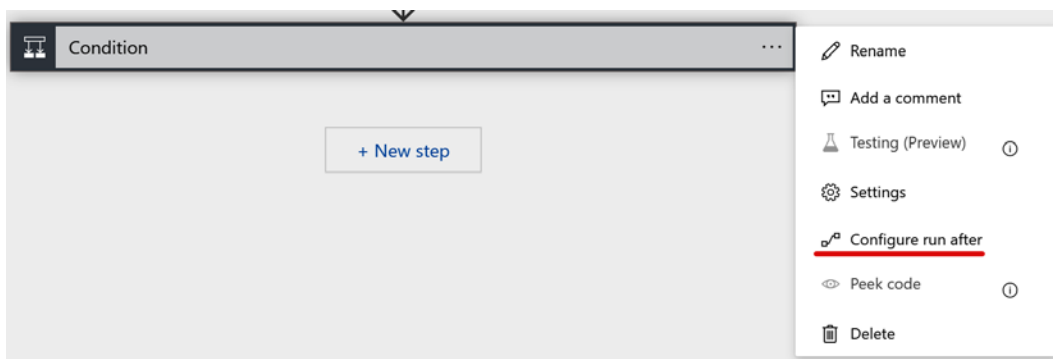 Condition
...
+ New step
Rename
Add a comment
Testing (Preview)
Settings
Configure run after
Peek code
Delete